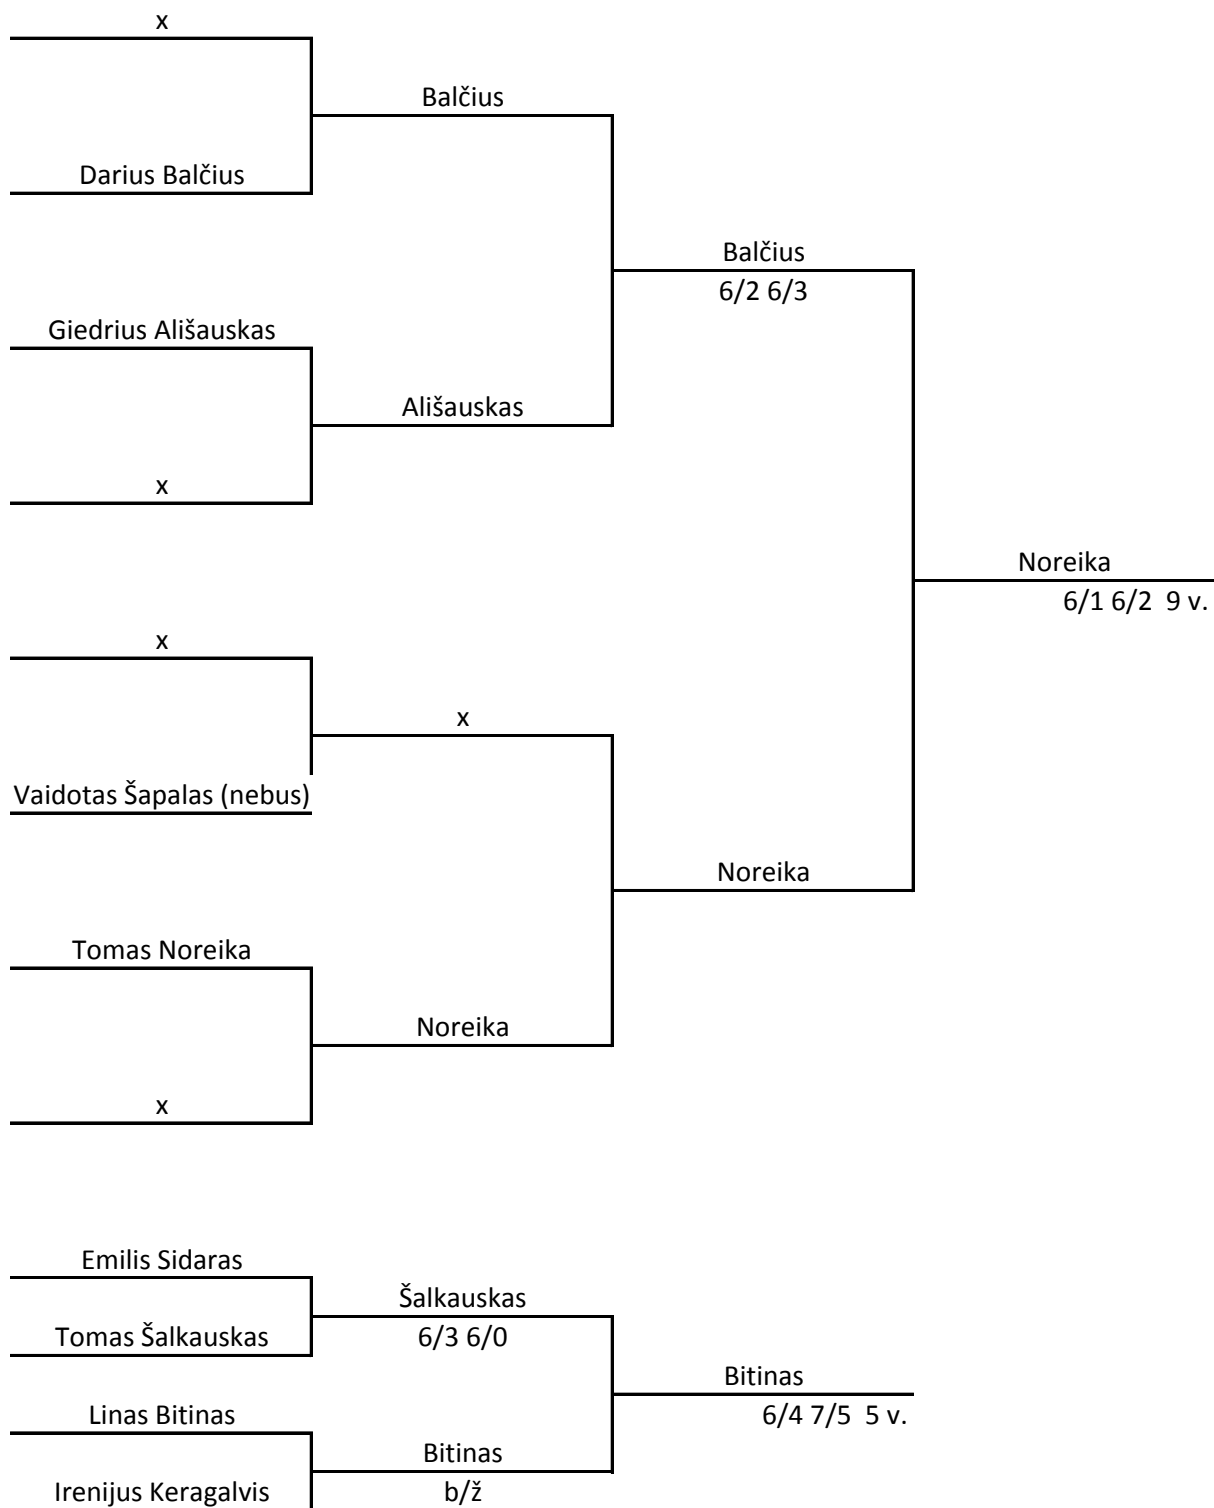 x
Balčius
Darius Balčius
Balčius
6/2 6/3
Giedrius Ališauskas
Ališauskas
x
Noreika
6/1 6/2  9 v.
x
x
Vaidotas Šapalas (nebus)
Noreika
Tomas Noreika
Noreika
x
Emilis Sidaras
Šalkauskas
Tomas Šalkauskas
6/3 6/0
Bitinas
6/4 7/5  5 v.
Linas Bitinas
Bitinas
Irenijus Keragalvis
b/ž